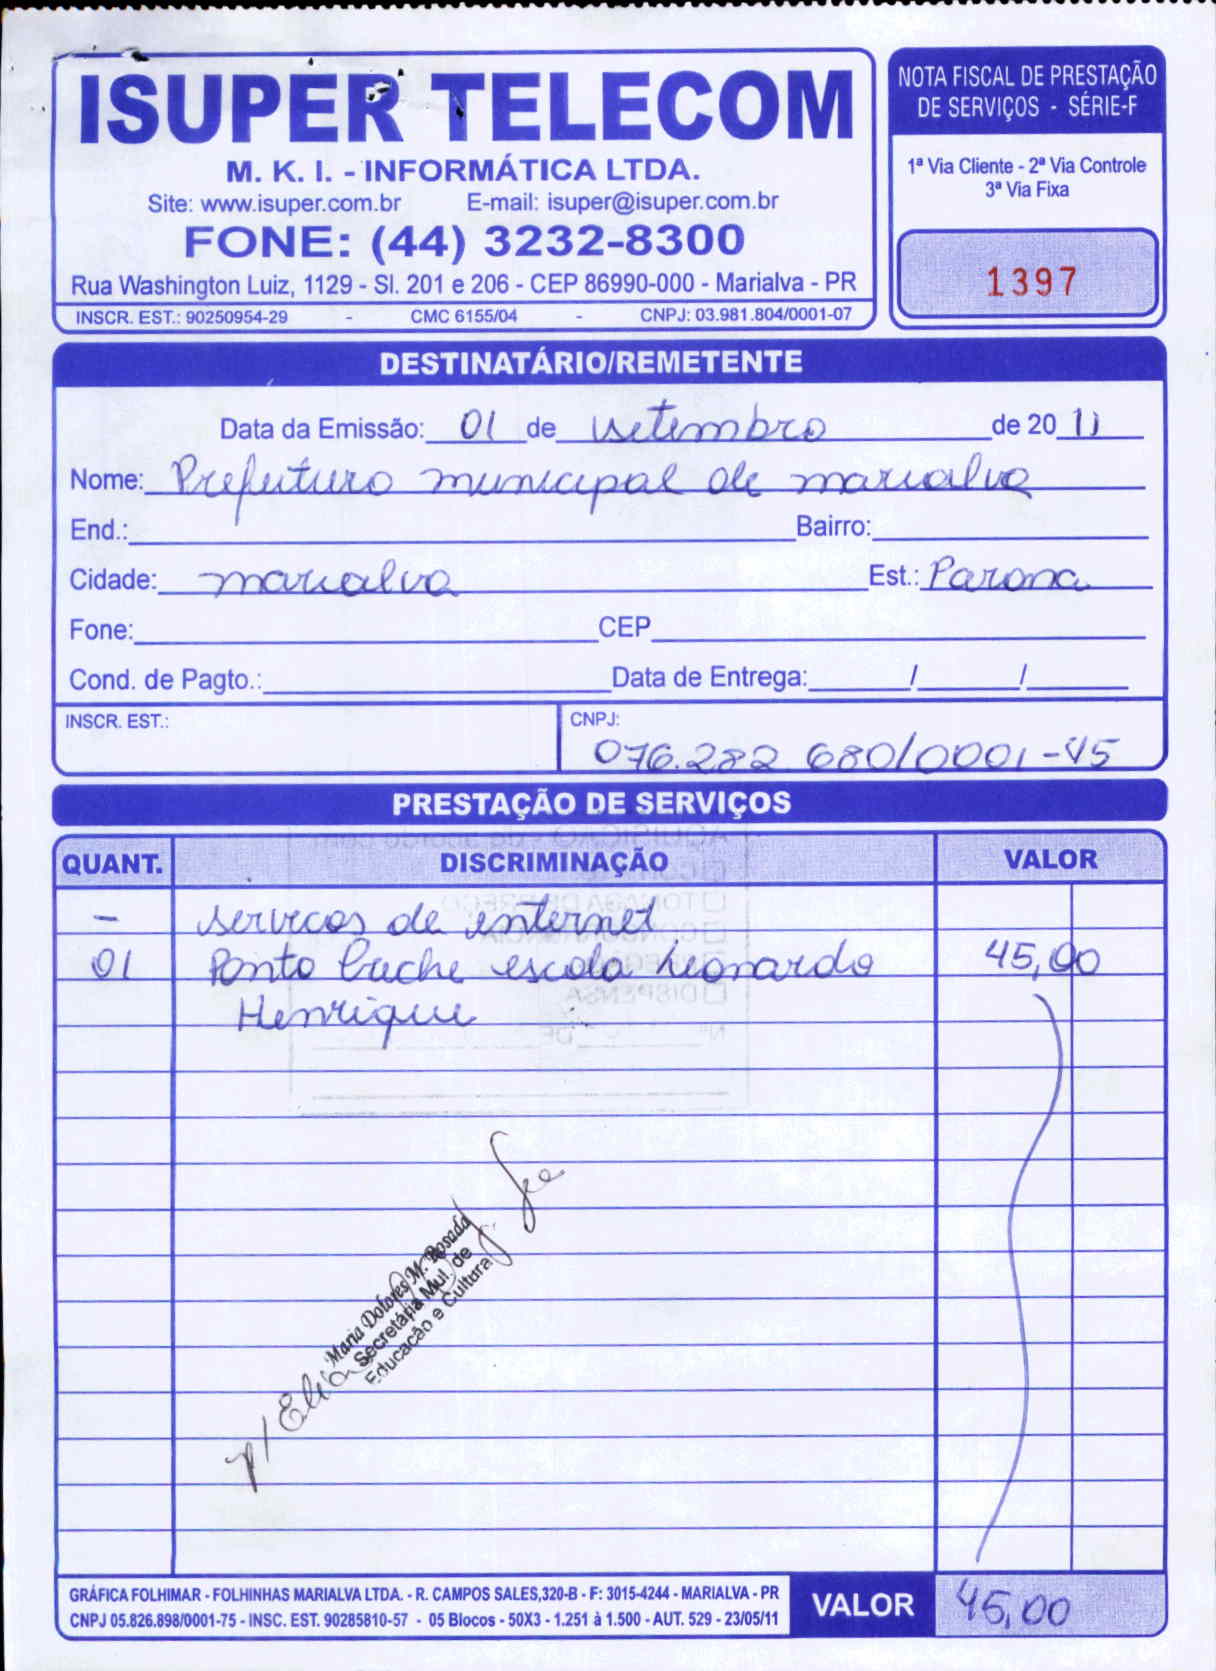 ISUPER TELECOM
M. K. I. - INFORMÁTICA LTDA.
Site: www.isuper.com.br E-mail: isuper@isuper.com.br
FONE: (44) 3232-8300
Rua Washington Luiz, 1129 - Sl. 201 e 206 - CEP 86990-000 - Marialva - PR
INSCR. EST.: 90250954-29 - CMC 6155/04 - CNPJ: 03.981.804/0001-07
NOTA FISCAL DE PRESTAÇÃO
DE SERVIÇOS - SÉRIE-F
1ª Via Cliente - 2ª Via Controle
3ª Via Fixa
1397
DESTINATÁRIO/REMETENTE
Data da Emissão: 01 de setembro de 20 11
Nome: Prefeitura municipal de marialva
End.: Bairro:
Cidade: marialva Est.: Parana
Fone: CEP
Cond. de Pagto.: Data de Entrega: / /
INSCR. EST.: CNPJ:
076.282.680/0001-45
PRESTAÇÃO DE SERVIÇOS
QUANT. DISCRIMINAÇÃO VALOR
- servicos de internet
01 Ponto Creche escola Leonardo 45,00
Henrique
Maria Dolores M. Bosada
Secretária Mul. de
Educação e Cultura
p/ Elia
GRÁFICA FOLHIMAR - FOLHINHAS MARIALVA LTDA. - R. CAMPOS SALES,320-B - F: 3015-4244 - MARIALVA - PR
CNPJ 05.826.898/0001-75 - INSC. EST. 90285810-57 - 05 Blocos - 50X3 - 1.251 à 1.500 - AUT. 529 - 23/05/11
VALOR 45,00